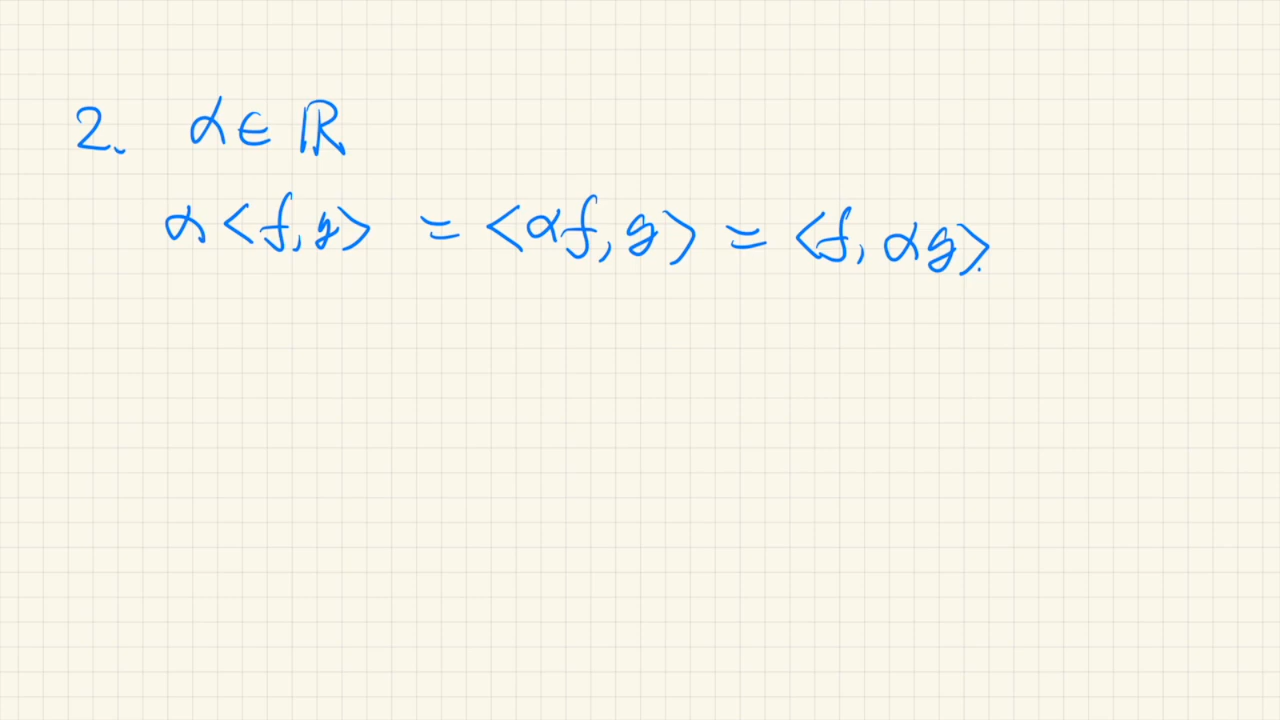 2. α ∈ ℝ
α <f, g> = <αf, g> = <f, αg>.